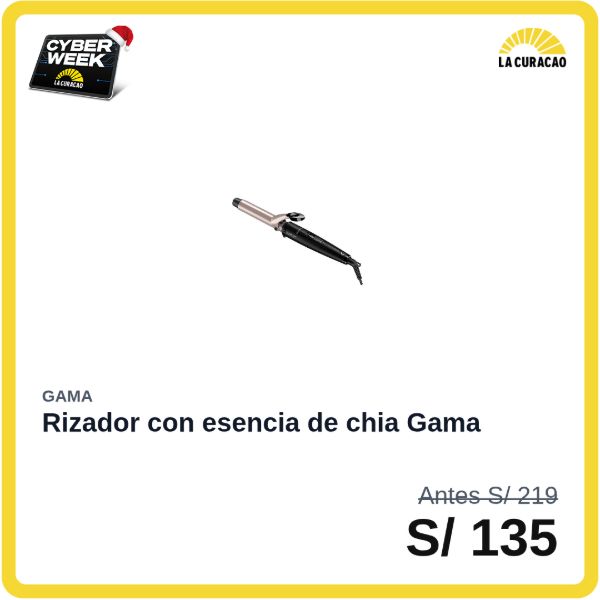 CYBER
WEEK
LA CURACAO
LA CURACAO
GAMA
Rizador con esencia de chia Gama
Antes S/ 219
S/ 135